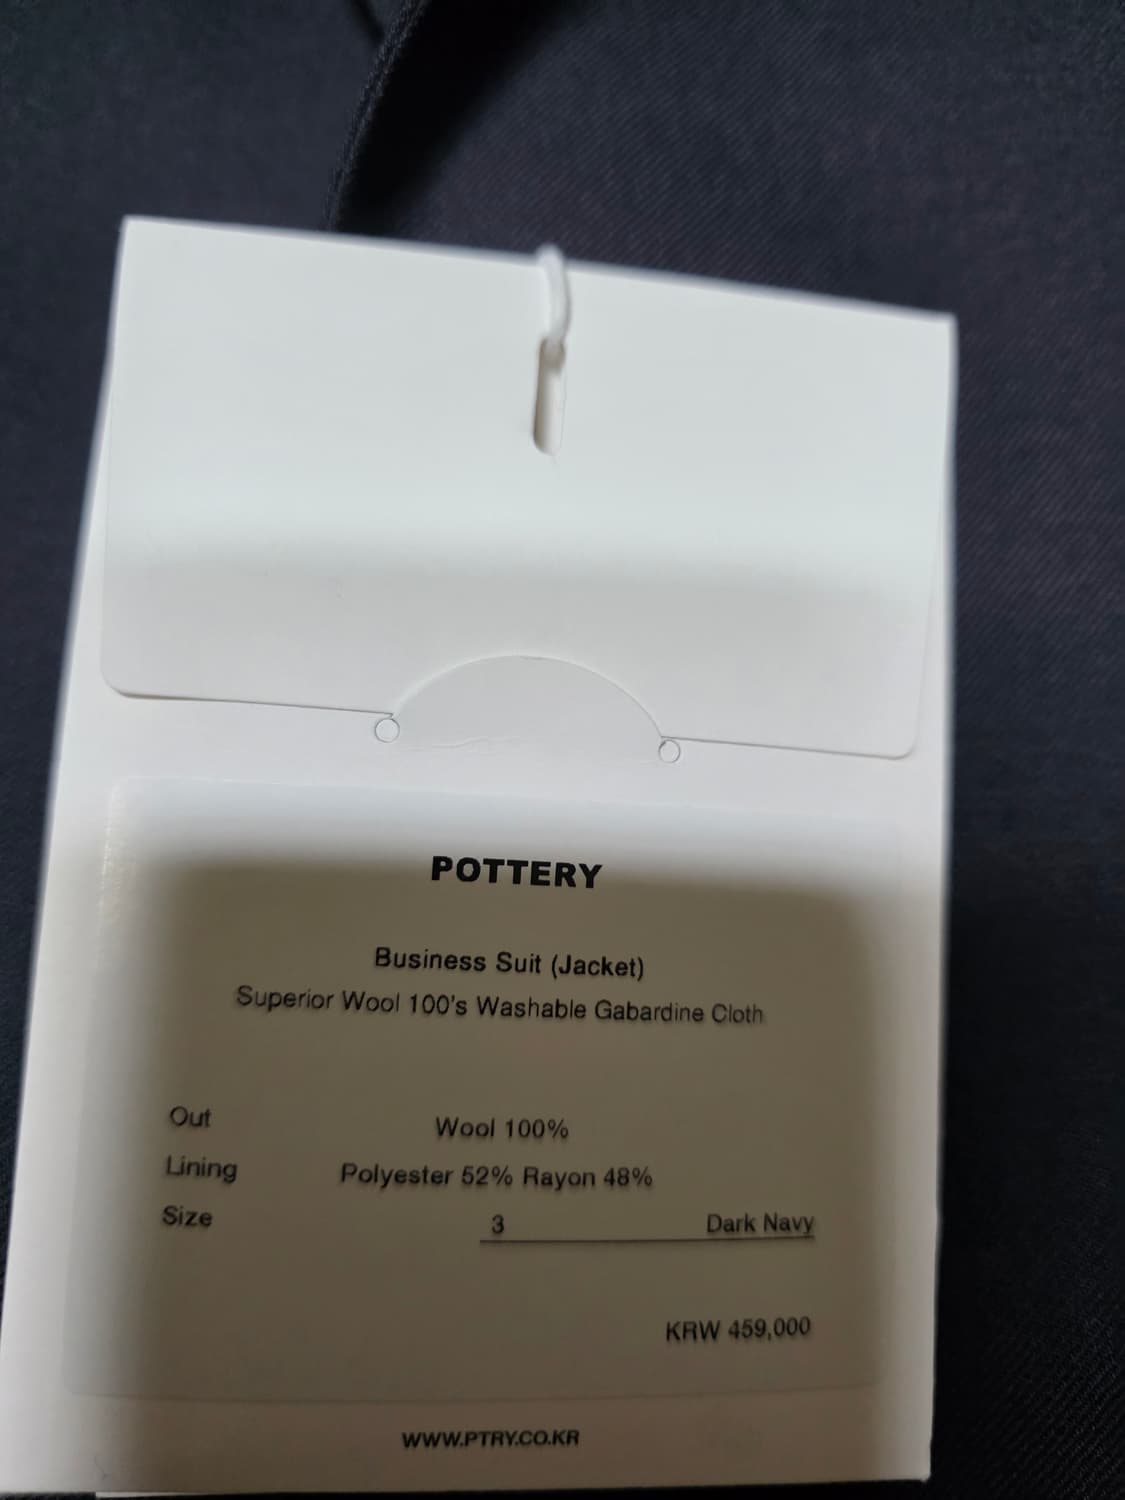 POTTERY
Business Suit (Jacket)
Superior Wool 100's Washable Gabardine Cloth
Out Wool 100%
Lining Polyester 52% Rayon 48%
Size 3 Dark Navy
KRW 459,000
WWW.PTRY.CO.KR